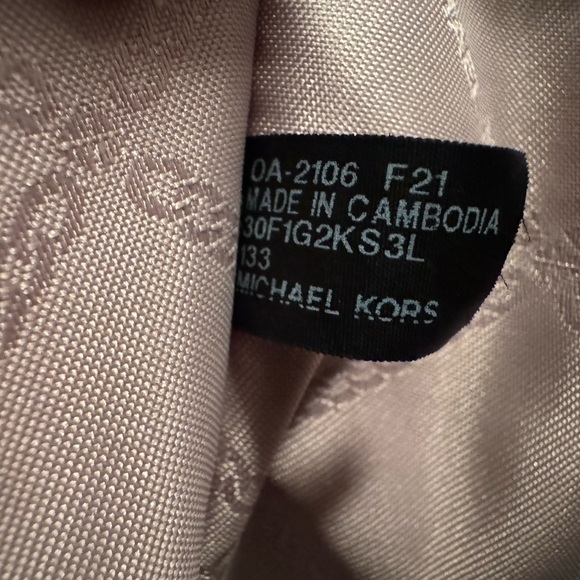 OA-2106 F21
MADE IN CAMBODIA
30F1G2KS3L
133
MICHAEL KORS